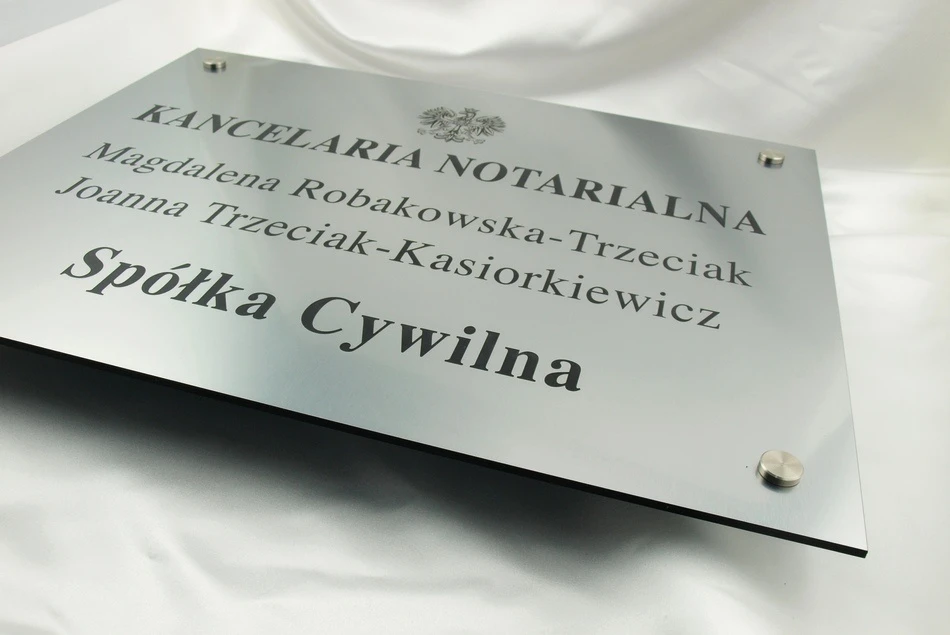 KANCELARIA NOTARIALNA
Magdalena Robakowska-Trzeciak
Joanna Trzeciak-Kasiorkiewicz
Spółka Cywilna